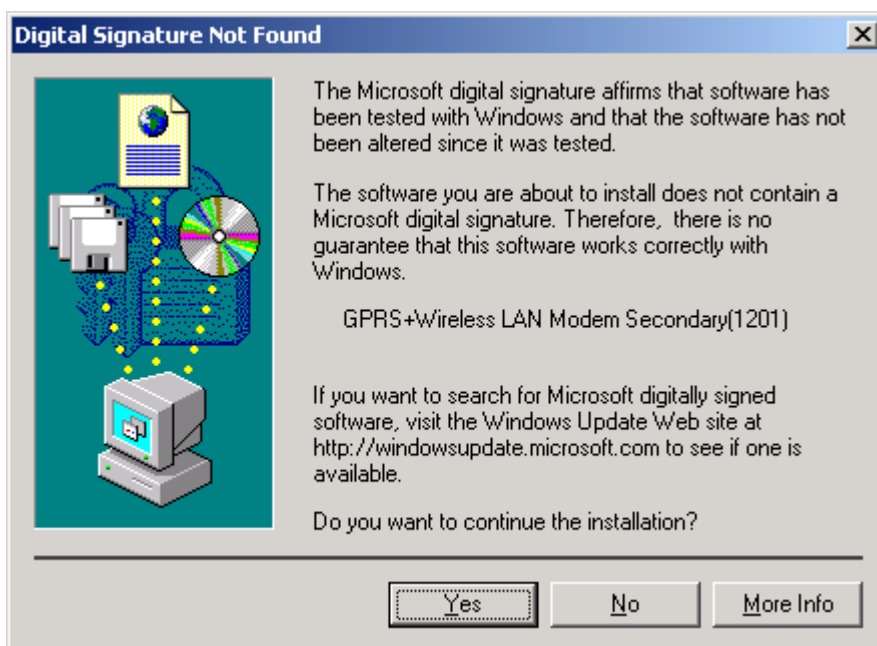 Digital Signature Not Found
The Microsoft digital signature affirms that software has
been tested with Windows and that the software has not
been altered since it was tested.
The software you are about to install does not contain a
Microsoft digital signature. Therefore,  there is no
guarantee that this software works correctly with
Windows.
GPRS+Wireless LAN Modem Secondary(1201)
If you want to search for Microsoft digitally signed
software, visit the Windows Update Web site at
http://windowsupdate.microsoft.com to see if one is
available.
Do you want to continue the installation?
Yes No More Info